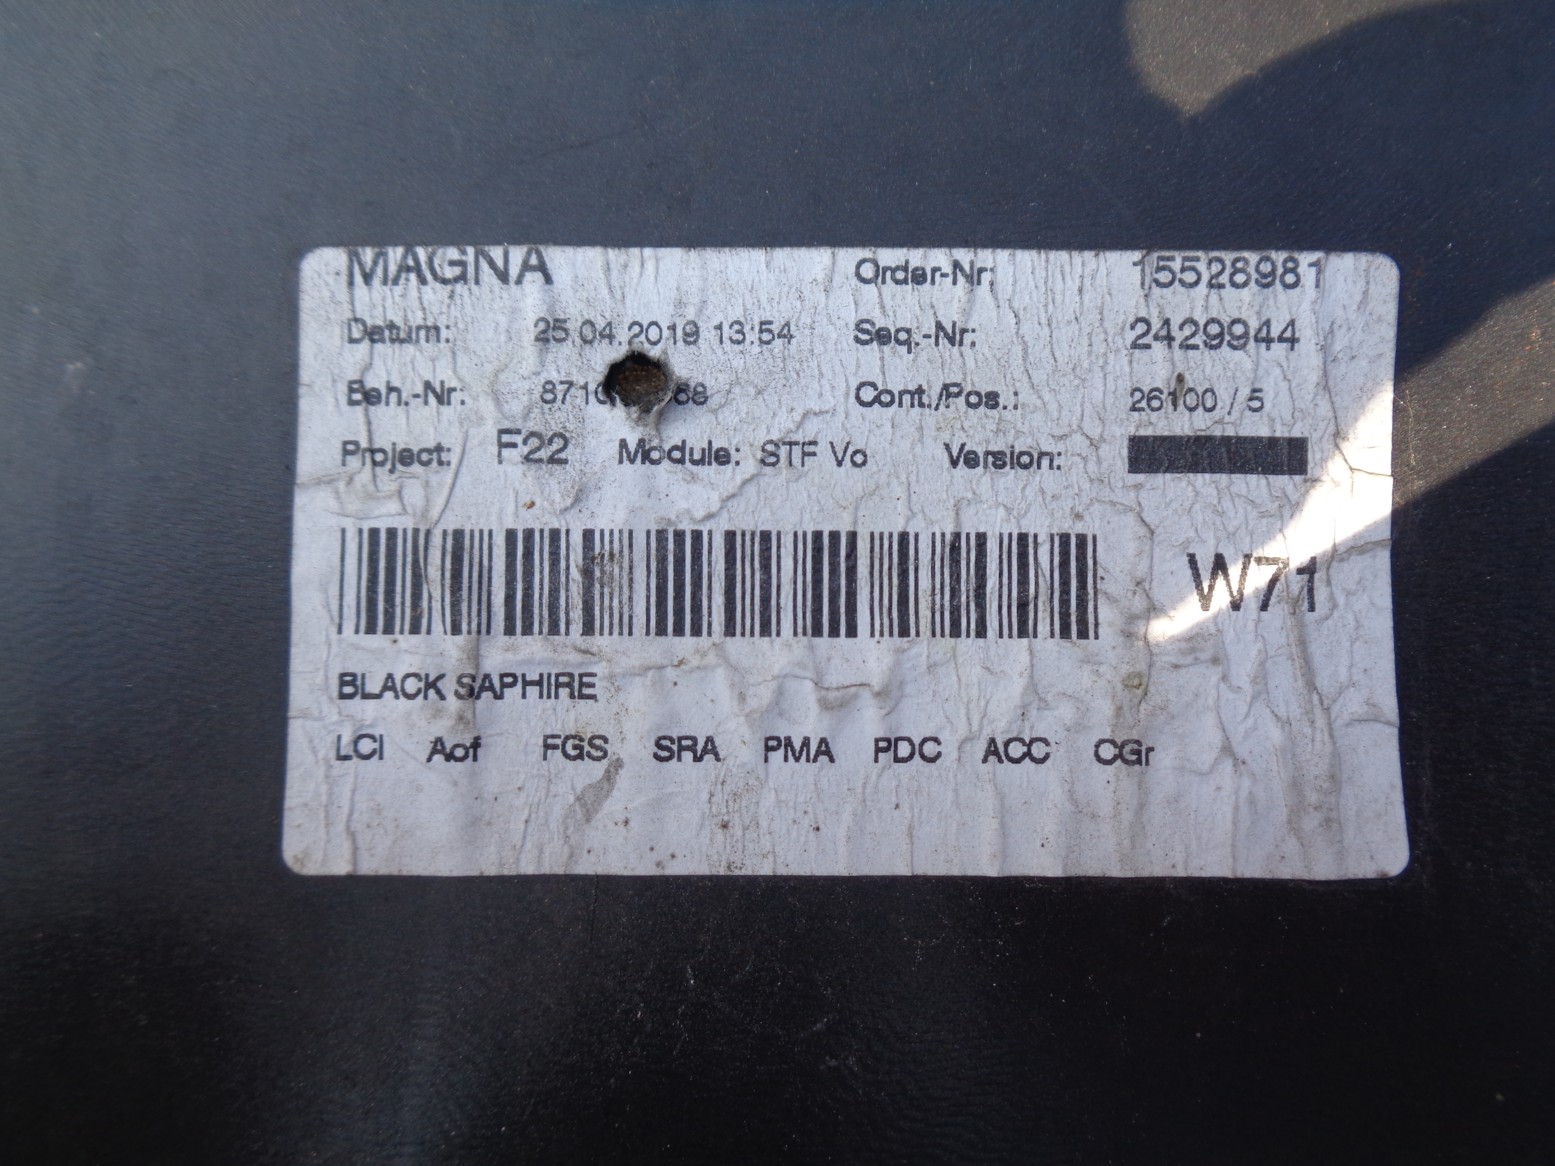 MAGNA Order-Nr: 15528981
Datum: 25.04.2019 13:54 Seq.-Nr: 2429944
Beh.-Nr: Cont./Pos.: 26100 / 5
Project: F22 Module: STF Vo Version:
W71
BLACK SAPHIRE
LCI Aof FGS SRA PMA PDC ACC CGr